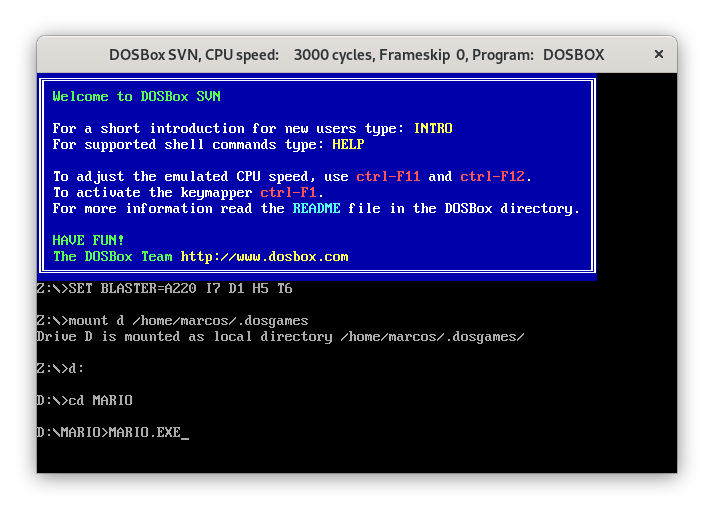 DOSBox SVN, CPU speed: 3000 cycles, Frameskip 0, Program: DOSBOX ×
Welcome to DOSBox SVN
For a short introduction for new users type: INTRO
For supported shell commands type: HELP
To adjust the emulated CPU speed, use ctrl-F11 and ctrl-F12.
To activate the keymapper ctrl-F1.
For more information read the README file in the DOSBox directory.
HAVE FUN!
The DOSBox Team http://www.dosbox.com
Z:\>SET BLASTER=A220 I7 D1 H5 T6
Z:\>mount d /home/marcos/.dosgames
Drive D is mounted as local directory /home/marcos/.dosgames/
Z:\>d:
D:\>cd MARIO
D:\MARIO>MARIO.EXE_